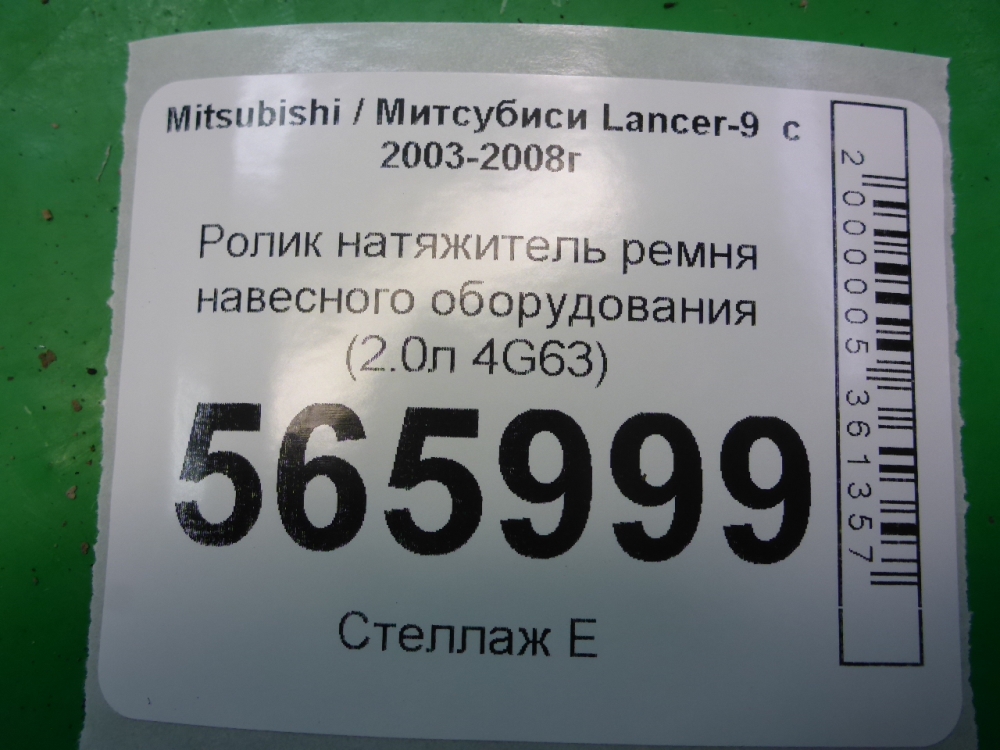 Mitsubishi / Митсубиси Lancer-9 с
2003-2008г
Ролик натяжитель ремня
навесного оборудования
(2.0л 4G63)
565999
Стеллаж Е
2000005361357